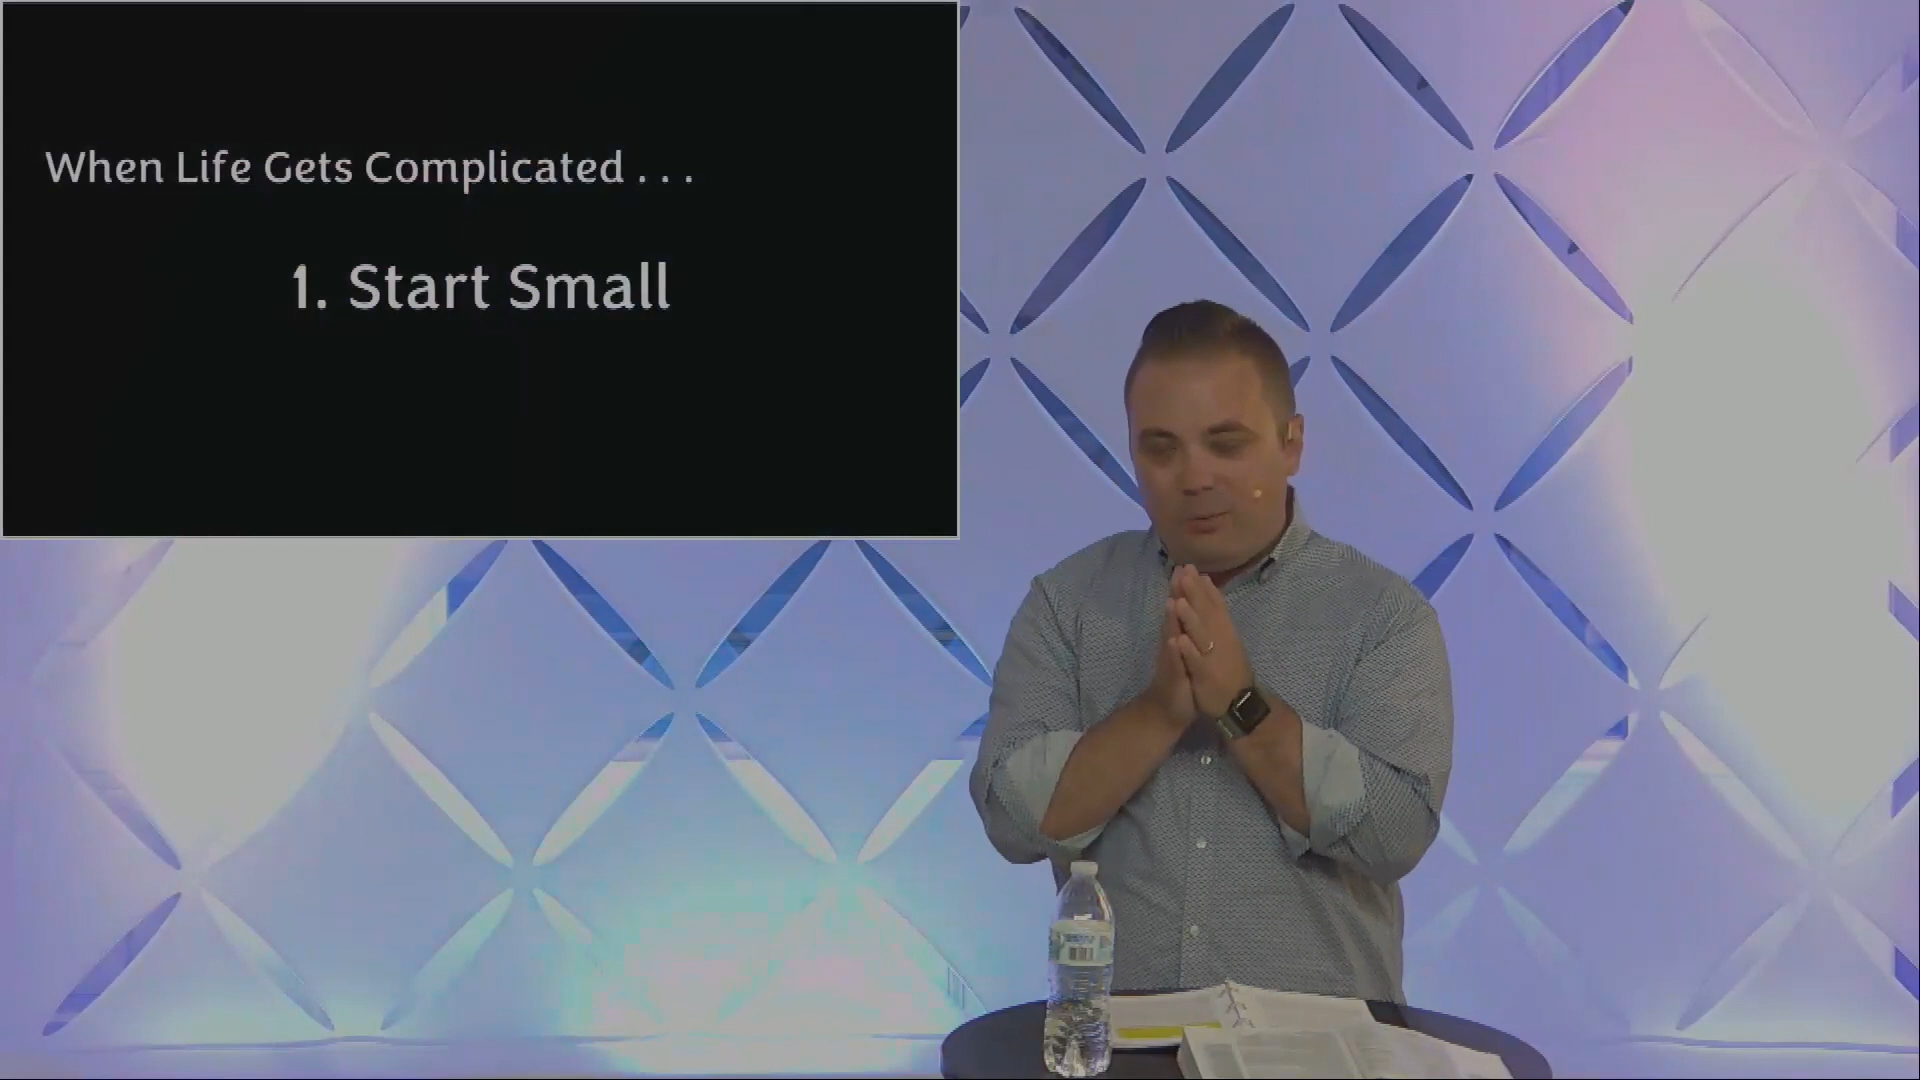 When Life Gets Complicated . . .
1. Start Small